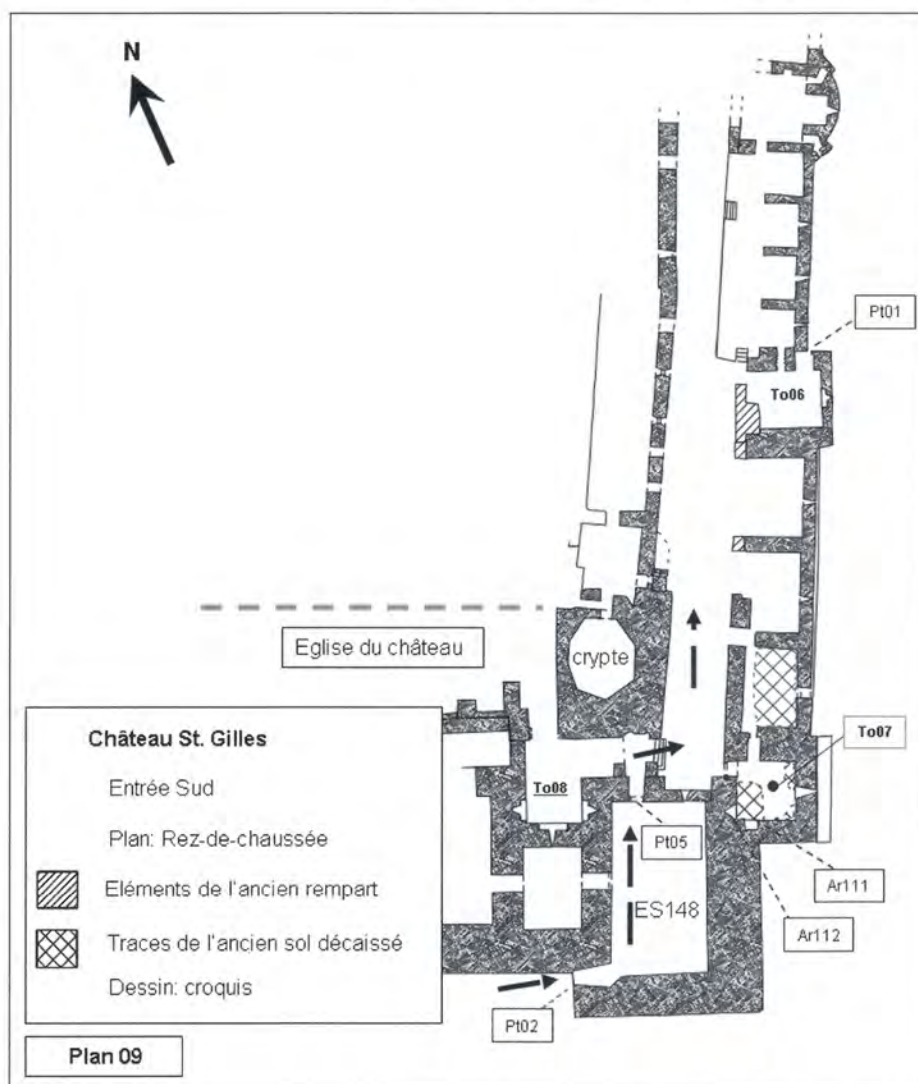 N
Pt01
To06
Eglise du château
crypte
Château St. Gilles
Entrée Sud
Plan: Rez-de-chaussée
Eléments de l'ancien rempart
Traces de l'ancien sol décaissé
Dessin: croquis
To07
To08
Pt05
ES148
Ar111
Ar112
Pt02
Plan 09